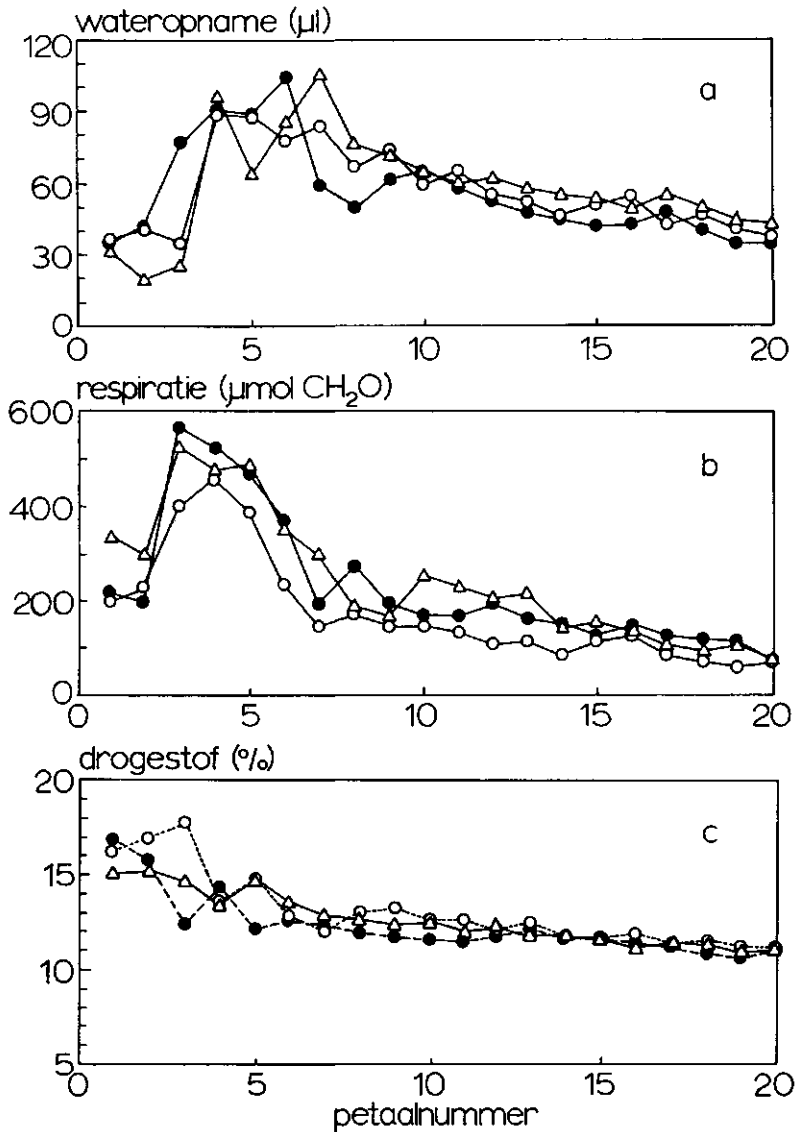 wateropname (µl)
120
90
60
30
0
a
0 5 10 15 20
respiratie (µmol CH₂O)
600
400
200
0
b
0 5 10 15 20
drogestof (%)
20
15
10
5
c
0 5 10 15 20
petaalnummer